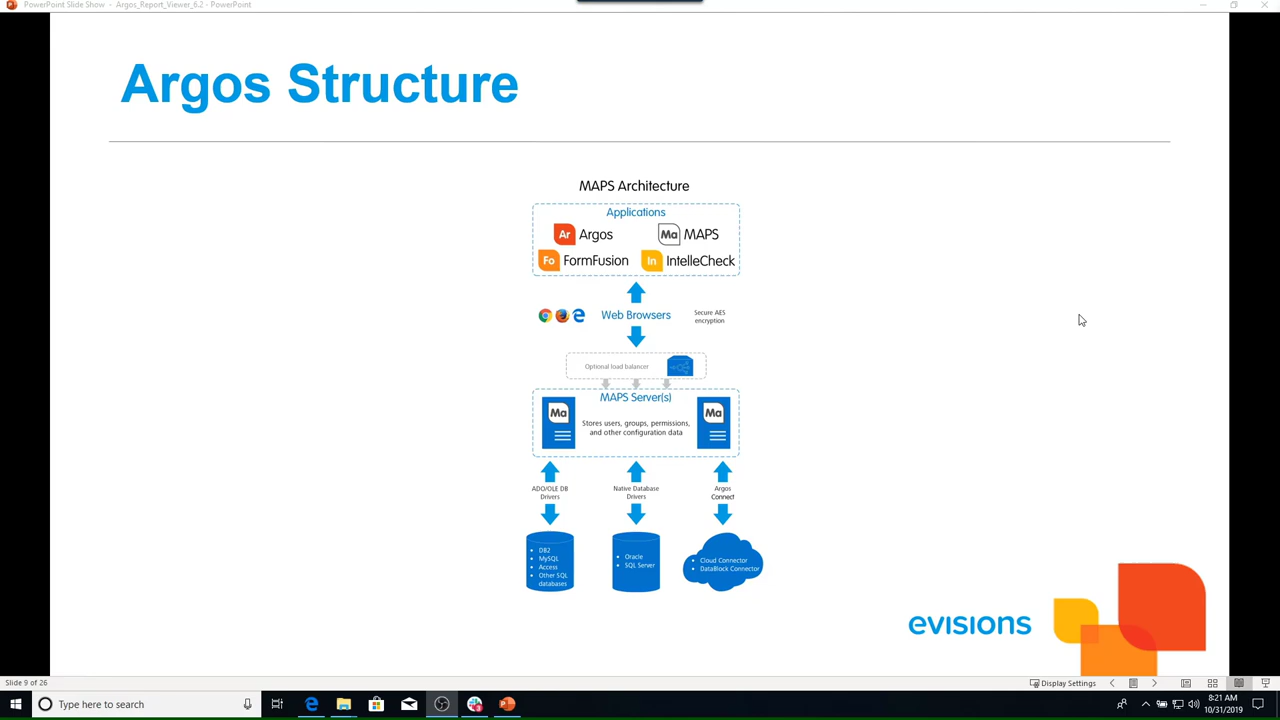 PowerPoint Slide Show - Argos_Report_Viewer_6.2 - PowerPoint
Argos Structure
MAPS Architecture
Applications
Ar Argos
Ma MAPS
Fo FormFusion
In IntelleCheck
Web Browsers
Secure AES
encryption
Optional load balancer
MAPS Server(s)
Ma
Stores users, groups, permissions,
and other configuration data
Ma
ADO/OLE DB
Drivers
Native Database
Drivers
Argos
Connect
• DB2
• MySQL
• Access
• Other SQL
databases
• Oracle
• SQL Server
• Cloud Connector
• DataBlock Connector
evisions
Slide 9 of 26
Display Settings
Type here to search
8:21 AM
10/31/2019